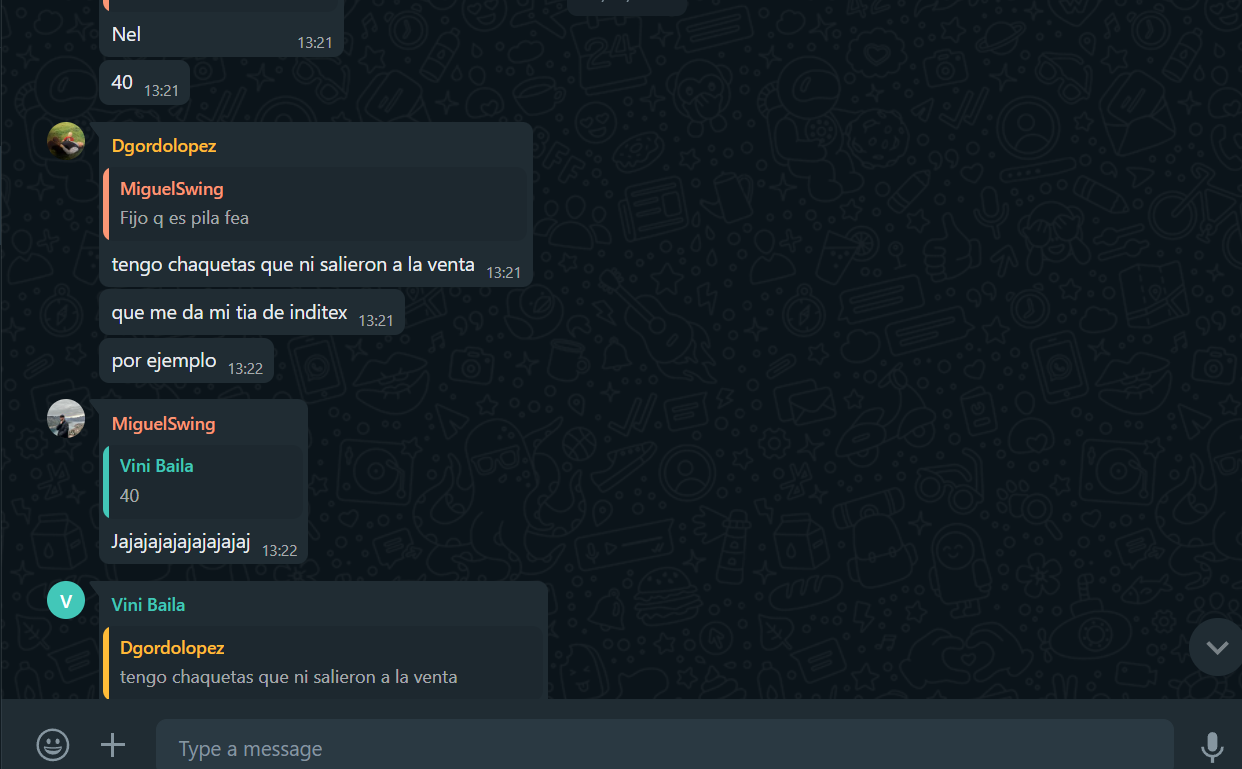 Nel
13:21
40
13:21
Dgordolopez
MiguelSwing
Fijo q es pila fea
tengo chaquetas que ni salieron a la venta
13:21
que me da mi tia de inditex
13:21
por ejemplo
13:22
MiguelSwing
Vini Baila
40
Jajajajajajajajaj
13:22
V
Vini Baila
Dgordolopez
tengo chaquetas que ni salieron a la venta
Type a message